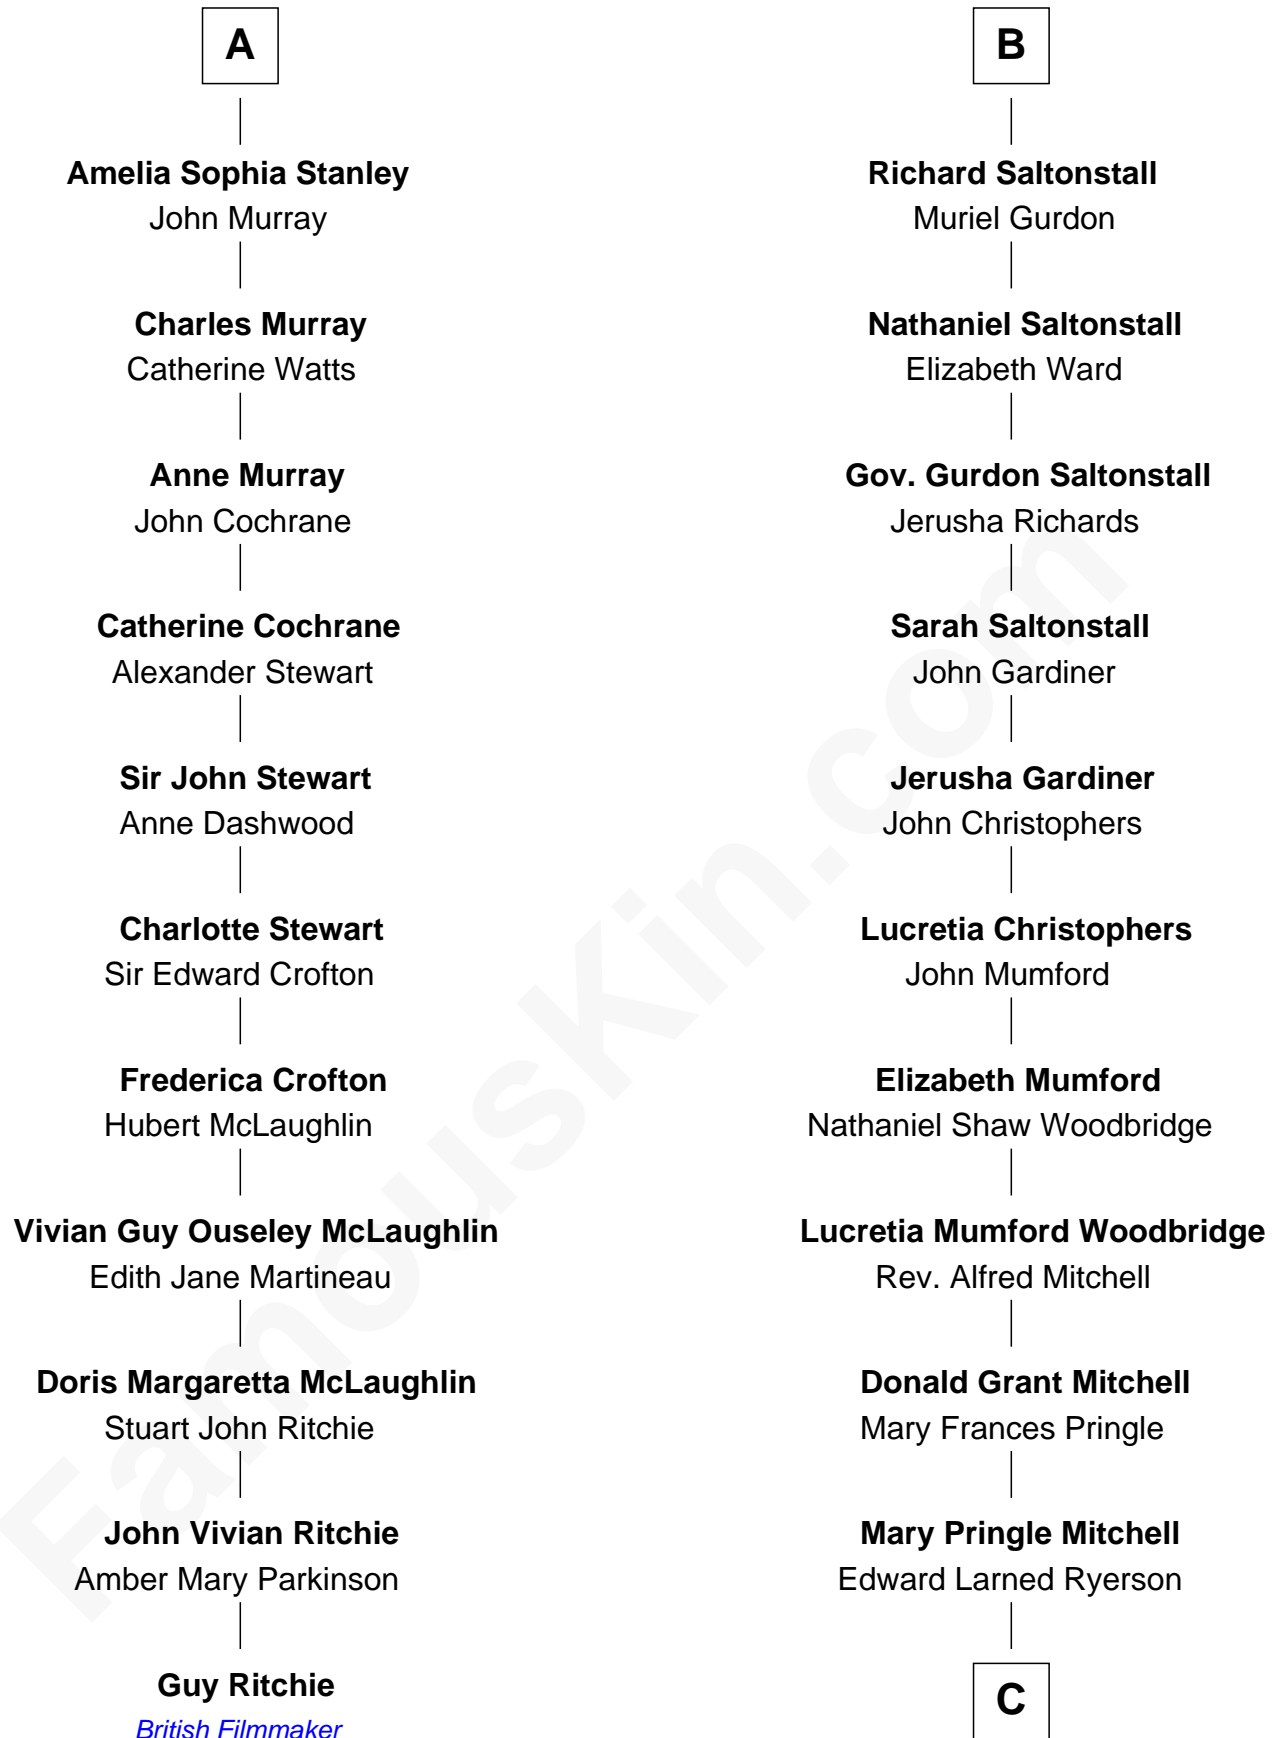 A
Amelia Sophia Stanley
John Murray
Charles Murray
Catherine Watts
Anne Murray
John Cochrane
Catherine Cochrane
Alexander Stewart
Sir John Stewart
Anne Dashwood
Charlotte Stewart
Sir Edward Crofton
Frederica Crofton
Hubert McLaughlin
Vivian Guy Ouseley McLaughlin
Edith Jane Martineau
Doris Margaretta McLaughlin
Stuart John Ritchie
John Vivian Ritchie
Amber Mary Parkinson
Guy Ritchie
British Filmmaker
B
Richard Saltonstall
Muriel Gurdon
Nathaniel Saltonstall
Elizabeth Ward
Gov. Gurdon Saltonstall
Jerusha Richards
Sarah Saltonstall
John Gardiner
Jerusha Gardiner
John Christophers
Lucretia Christophers
John Mumford
Elizabeth Mumford
Nathaniel Shaw Woodbridge
Lucretia Mumford Woodbridge
Rev. Alfred Mitchell
Donald Grant Mitchell
Mary Frances Pringle
Mary Pringle Mitchell
Edward Larned Ryerson
C
FamousKin.com